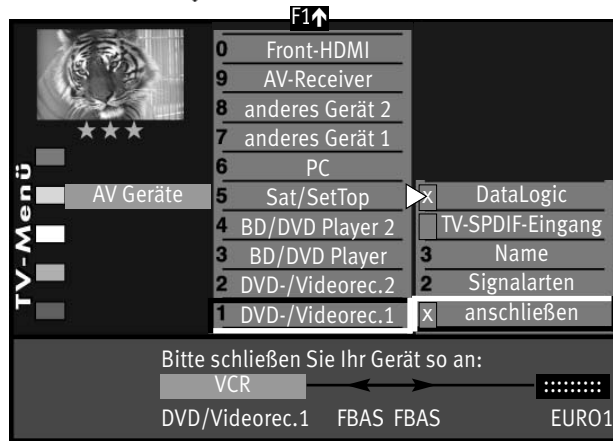 F1↑
0 Front-HDMI
9 AV-Receiver
8 anderes Gerät 2
7 anderes Gerät 1
6 PC
AV Geräte 5 Sat/SetTop x DataLogic
4 BD/DVD Player 2 TV-SPDIF-Eingang
3 BD/DVD Player 3 Name
2 DVD-/Videorec.2 2 Signalarten
1 DVD-/Videorec.1 x anschließen
TV-Menü
Bitte schließen Sie Ihr Gerät so an:
VCR
DVD/Videorec.1 FBAS FBAS EURO1